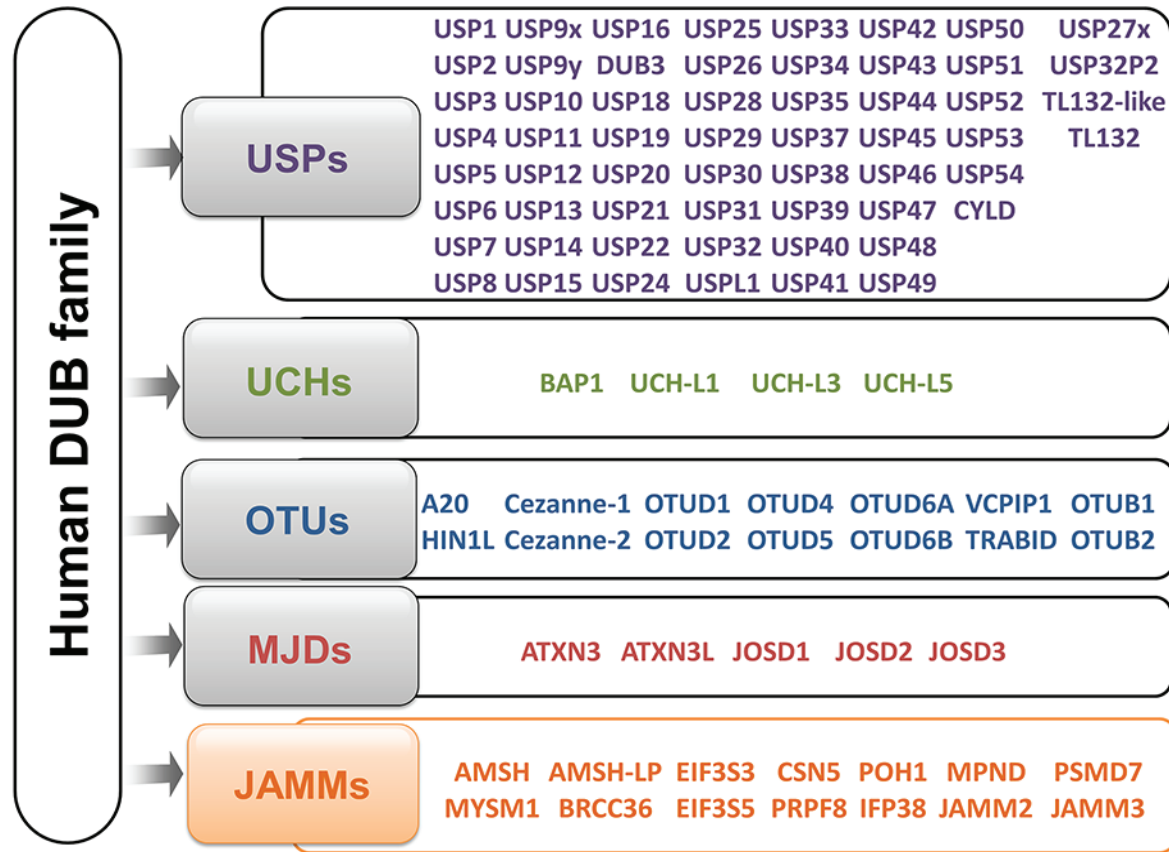 Human DUB family
USPs
USP1 USP9x USP16 USP25 USP33 USP42 USP50 USP27x
USP2 USP9y DUB3 USP26 USP34 USP43 USP51 USP32P2
USP3 USP10 USP18 USP28 USP35 USP44 USP52 TL132-like
USP4 USP11 USP19 USP29 USP37 USP45 USP53 TL132
USP5 USP12 USP20 USP30 USP38 USP46 USP54
USP6 USP13 USP21 USP31 USP39 USP47 CYLD
USP7 USP14 USP22 USP32 USP40 USP48
USP8 USP15 USP24 USPL1 USP41 USP49
UCHs
BAP1 UCH-L1 UCH-L3 UCH-L5
OTUs
A20 Cezanne-1 OTUD1 OTUD4 OTUD6A VCPIP1 OTUB1
HIN1L Cezanne-2 OTUD2 OTUD5 OTUD6B TRABID OTUB2
MJDs
ATXN3 ATXN3L JOSD1 JOSD2 JOSD3
JAMMs
AMSH AMSH-LP EIF3S3 CSN5 POH1 MPND PSMD7
MYSM1 BRCC36 EIF3S5 PRPF8 IFP38 JAMM2 JAMM3